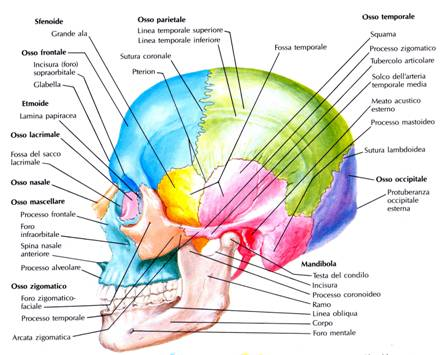 Sfenoide
Grande ala
Osso frontale
Incisura (foro)
sopraorbitale
Glabella
Etmoide
Lamina papiracea
Osso lacrimale
Fossa del sacco
lacrimale
Osso nasale
Osso mascellare
Processo frontale
Foro
infraorbitale
Spina nasale
anteriore
Processo alveolare
Osso zigomatico
Foro zigomatico-
faciale
Processo temporale
Arcata zigomatica
Osso parietale
Linea temporale superiore
Linea temporale inferiore
Sutura coronale
Pterion
Fossa temporale
Osso temporale
Squama
Processo zigomatico
Tubercolo articolare
Solco dell'arteria
temporale media
Meato acustico
esterno
Processo mastoideo
Sutura lambdoidea
Osso occipitale
Protuberanza
occipitale
esterna
Mandibola
Testa del condilo
Incisura
Processo coronoideo
Ramo
Linea obliqua
Corpo
Foro mentale